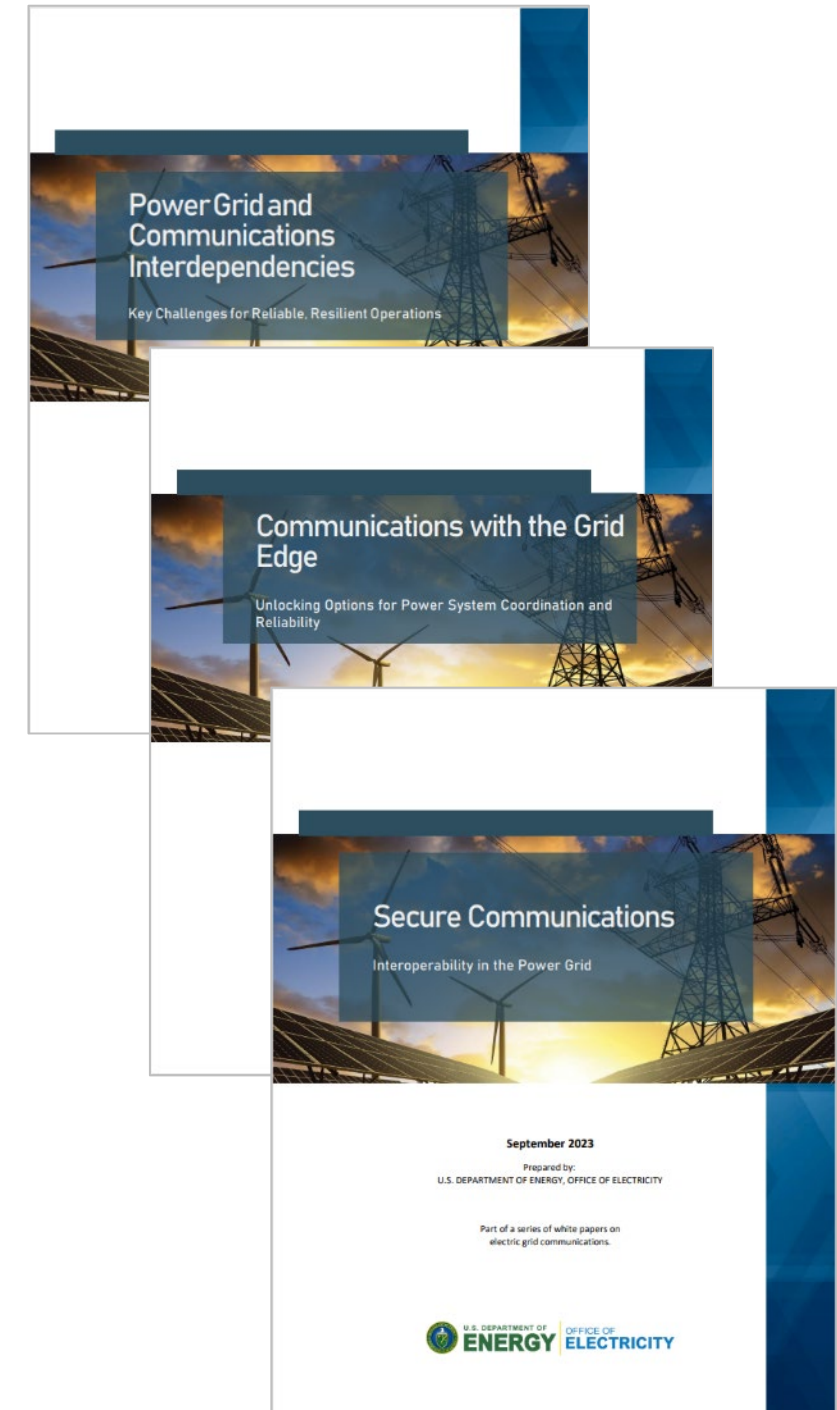 Power Grid and
Communications
Interdependencies
Key Challenges for Reliable, Resilient Operations
Communications with the Grid
Edge
Unlocking Options for Power System Coordination and
Reliability
Secure Communications
Interoperability in the Power Grid
September 2023
Prepared by:
U.S. DEPARTMENT OF ENERGY, OFFICE OF ELECTRICITY
Part of a series of white papers on
electric grid communications.
U.S. DEPARTMENT OF
ENERGY
OFFICE OF
ELECTRICITY